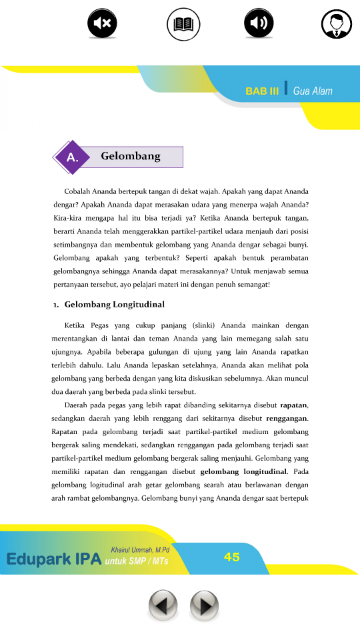 BAB III Gua Alam
A. Gelombang
Cobalah Ananda bertepuk tangan di dekat wajah. Apakah yang dapat Ananda
dengar? Apakah Ananda dapat merasakan udara yang menerpa wajah Ananda?
Kira-kira mengapa hal itu bisa terjadi ya? Ketika Ananda bertepuk tangan,
berarti Ananda telah menggerakkan partikel-partikel udara menjauh dari posisi
setimbangnya dan membentuk gelombang yang Ananda dengar sebagai bunyi.
Gelombang apakah yang terbentuk? Seperti apakah bentuk perambatan
gelombangnya sehingga Ananda dapat merasakannya? Untuk menjawab semua
pertanyaan tersebut, ayo pelajari materi ini dengan penuh semangat!
1. Gelombang Longitudinal
Ketika Pegas yang cukup panjang (slinki) Ananda mainkan dengan
merentangkan di lantai dan teman Ananda yang lain memegang salah satu
ujungnya. Apabila beberapa gulungan di ujung yang lain Ananda rapatkan
terlebih dahulu. Lalu Ananda lepaskan setelahnya, Ananda akan melihat pola
gelombang yang berbeda dengan yang kita diskusikan sebelumnya. Akan muncul
dua daerah yang berbeda pada slinki tersebut.
Daerah pada pegas yang lebih rapat dibanding sekitarnya disebut rapatan,
sedangkan daerah yang lebih renggang dari sekitarnya disebut renggangan.
Rapatan pada gelombang terjadi saat partikel-partikel medium gelombang
bergerak saling mendekati, sedangkan renggangan pada gelombang terjadi saat
partikel-partikel medium gelombang bergerak saling menjauhi. Gelombang yang
memiliki rapatan dan renggangan disebut gelombang longitudinal. Pada
gelombang logitudinal arah getar gelombang searah atau berlawanan dengan
arah rambat gelombangnya. Gelombang bunyi yang Ananda dengar saat bertepuk
Khairul Ummah, M.Pd
Edupark IPA untuk SMP / MTs
45